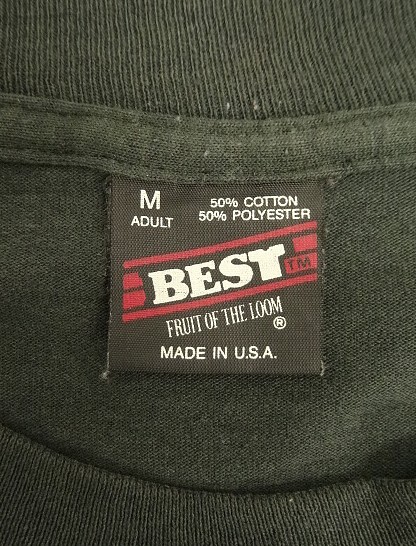 M
ADULT
50% COTTON
50% POLYESTER
BEST TM
FRUIT OF THE LOOM ®
MADE IN U.S.A.